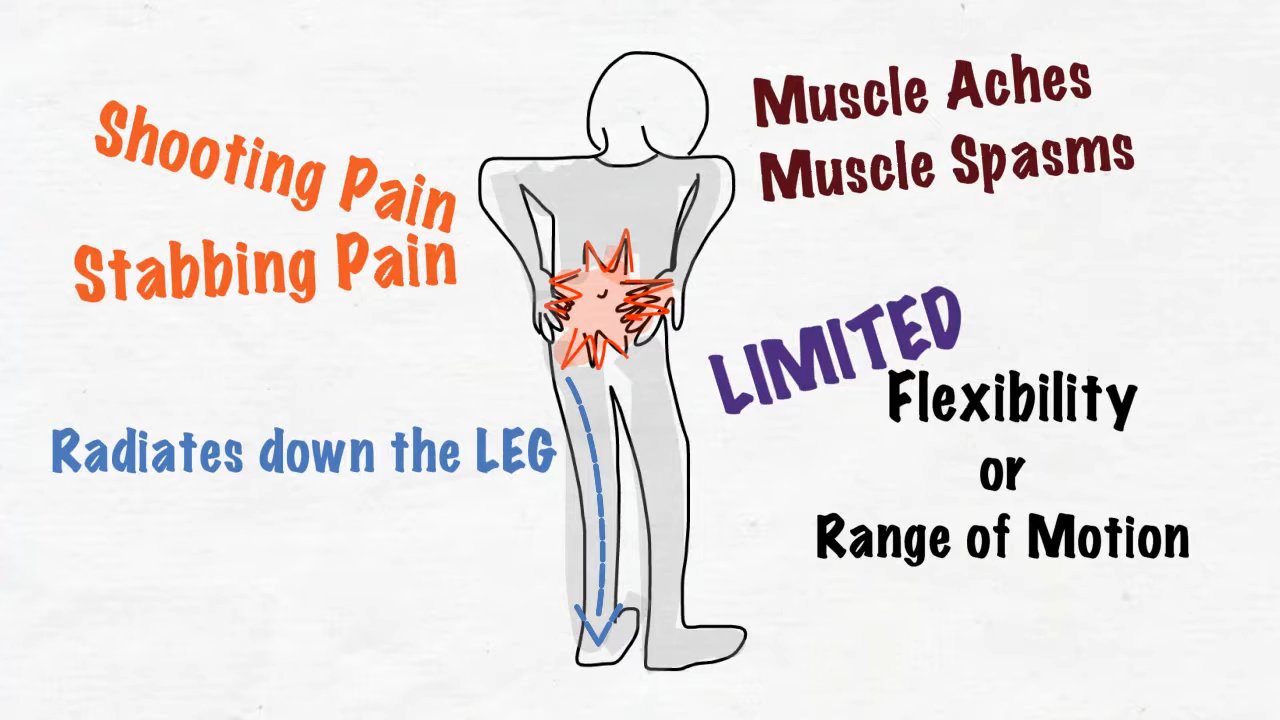 Shooting Pain
Stabbing Pain
Muscle Aches
Muscle Spasms
Radiates down the LEG
LIMITED
Flexibility
or
Range of Motion